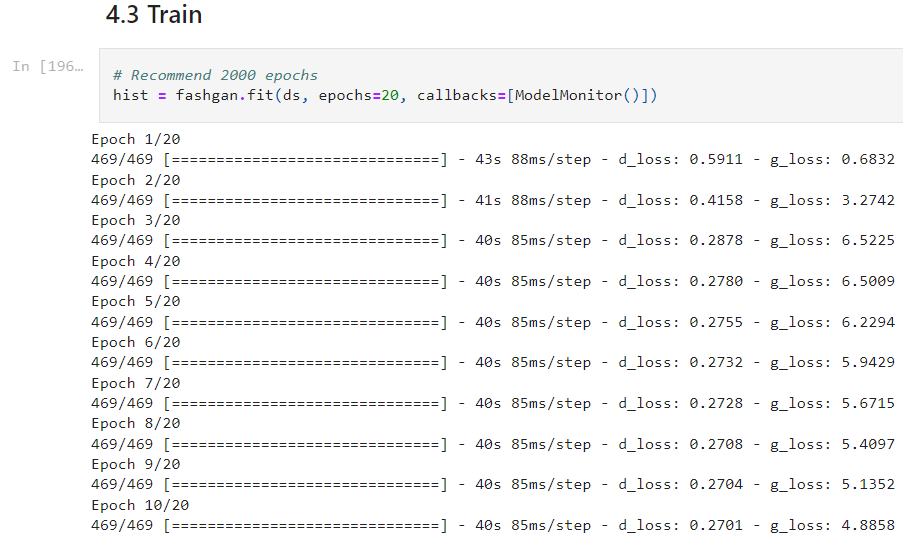 4.3 Train
In [196…
# Recommend 2000 epochs
hist = fashgan.fit(ds, epochs=20, callbacks=[ModelMonitor()])
Epoch 1/20
469/469 [==============================] - 43s 88ms/step - d_loss: 0.5911 - g_loss: 0.6832
Epoch 2/20
469/469 [==============================] - 41s 88ms/step - d_loss: 0.4158 - g_loss: 3.2742
Epoch 3/20
469/469 [==============================] - 40s 85ms/step - d_loss: 0.2878 - g_loss: 6.5225
Epoch 4/20
469/469 [==============================] - 40s 85ms/step - d_loss: 0.2780 - g_loss: 6.5009
Epoch 5/20
469/469 [==============================] - 40s 85ms/step - d_loss: 0.2755 - g_loss: 6.2294
Epoch 6/20
469/469 [==============================] - 40s 85ms/step - d_loss: 0.2732 - g_loss: 5.9429
Epoch 7/20
469/469 [==============================] - 40s 85ms/step - d_loss: 0.2728 - g_loss: 5.6715
Epoch 8/20
469/469 [==============================] - 40s 85ms/step - d_loss: 0.2708 - g_loss: 5.4097
Epoch 9/20
469/469 [==============================] - 40s 85ms/step - d_loss: 0.2704 - g_loss: 5.1352
Epoch 10/20
469/469 [==============================] - 40s 85ms/step - d_loss: 0.2701 - g_loss: 4.8858